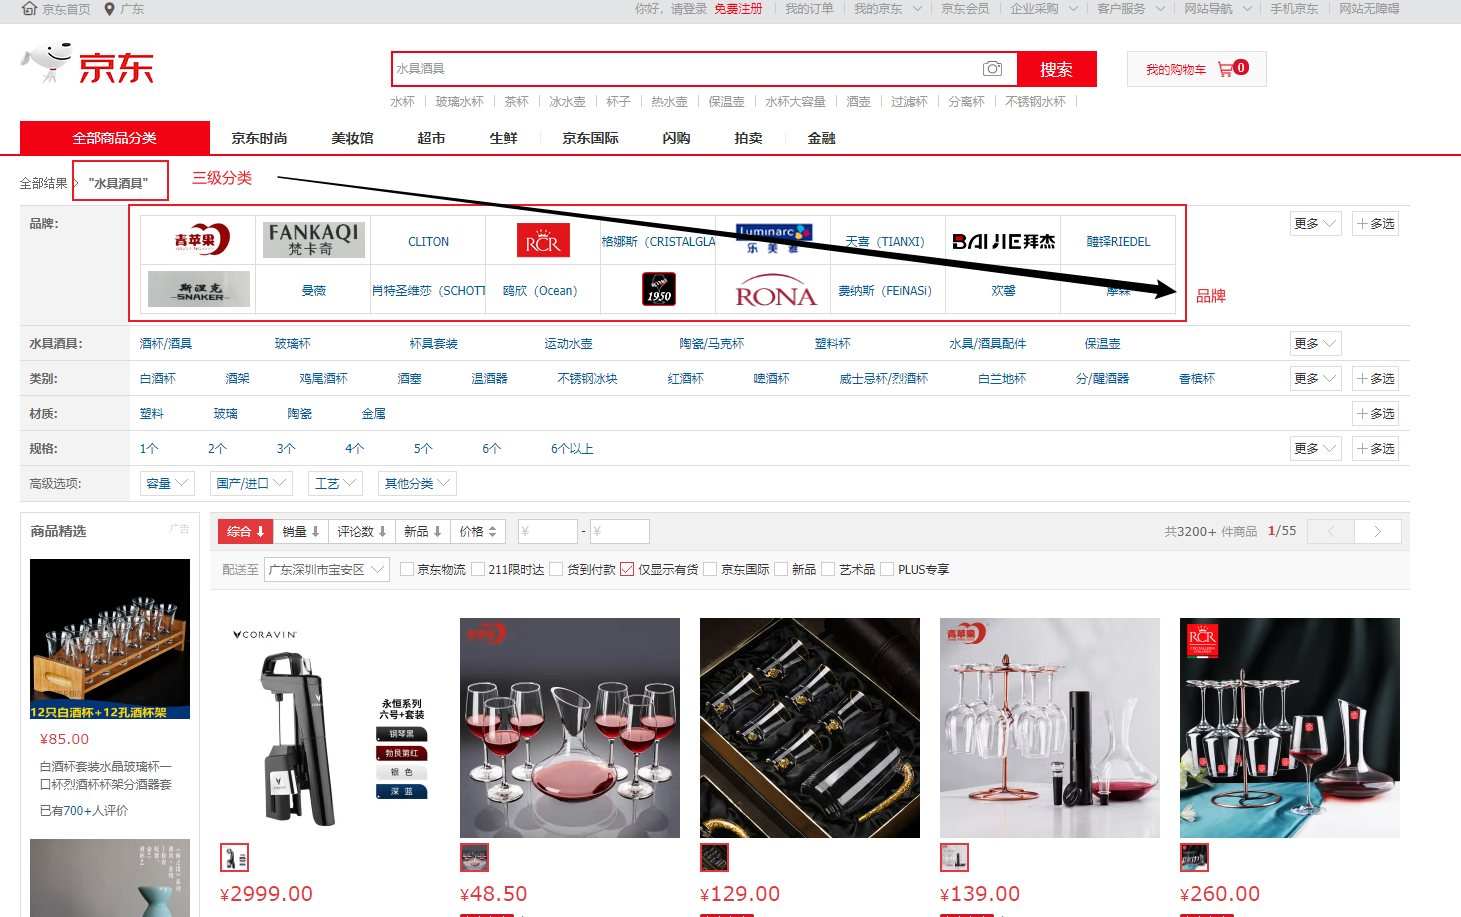 京东首页 广东 你好，请登录 免费注册 我的订单 我的京东 京东会员 企业采购 客户服务 网站导航 手机京东 网站无障碍
京东
水具酒具 搜索 我的购物车 0
水杯 玻璃水杯 茶杯 冰水壶 杯子 热水壶 保温壶 水杯大容量 酒壶 过滤杯 分离杯 不锈钢水杯
全部商品分类 京东时尚 美妆馆 超市 生鲜 京东国际 闪购 拍卖 金融
全部结果 > "水具酒具" 三级分类
品牌: 更多 +多选
青苹果 FANKAQI 梵卡奇 CLITON RCR 格娜斯（CRISTALGLA Luminarc 乐美雅 天喜（TIANXI） BAIJIE拜杰 醴铎RIEDEL
斯涅克 SNAKER 曼薇 肖特圣维莎（SCHOTT 鸥欣（Ocean） 1950 RONA 费纳斯（FEiNASi） 欢馨
品牌
水具酒具: 酒杯/酒具 玻璃杯 杯具套装 运动水壶 陶瓷/马克杯 塑料杯 水具/酒具配件 保温壶 更多
类别: 白酒杯 酒架 鸡尾酒杯 酒塞 温酒器 不锈钢冰块 红酒杯 啤酒杯 威士忌杯/烈酒杯 白兰地杯 分/醒酒器 香槟杯 更多 +多选
材质: 塑料 玻璃 陶瓷 金属 +多选
规格: 1个 2个 3个 4个 5个 6个 6个以上 更多 +多选
高级选项: 容量 国产/进口 工艺 其他分类
商品精选 广告
综合 销量 评论数 新品 价格 ¥ - ¥ 共3200+ 件商品 1/55 < >
配送至 广东深圳市宝安区 京东物流 211限时达 货到付款 仅显示有货 京东国际 新品 艺术品 PLUS专享
12只白酒杯+12孔酒杯架
¥85.00
白酒杯套装水晶玻璃杯一
口杯烈酒杯杯架分酒器套
已有700+人评价
CORAVIN
永恒系列
六号+套装
钢琴黑
勃艮第红
银 色
深 蓝
青苹果
青苹果
RCR
¥2999.00 ¥48.50 ¥129.00 ¥139.00 ¥260.00